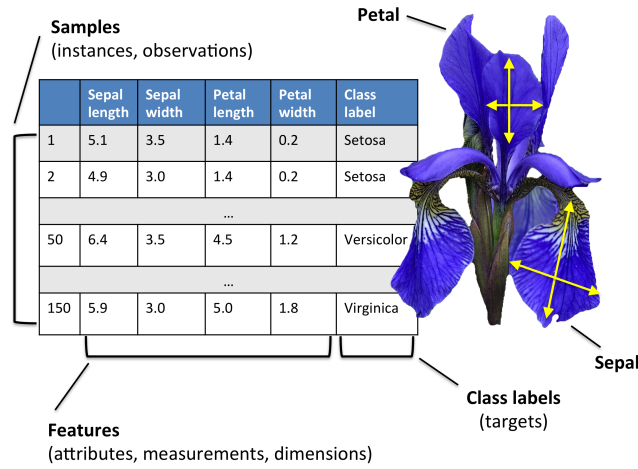 Petal
Samples
(instances, observations)
Sepal length Sepal width Petal length Petal width Class label
1 5.1 3.5 1.4 0.2 Setosa
2 4.9 3.0 1.4 0.2 Setosa
...
50 6.4 3.5 4.5 1.2 Versicolor
...
150 5.9 3.0 5.0 1.8 Virginica
Sepal
Class labels
(targets)
Features
(attributes, measurements, dimensions)